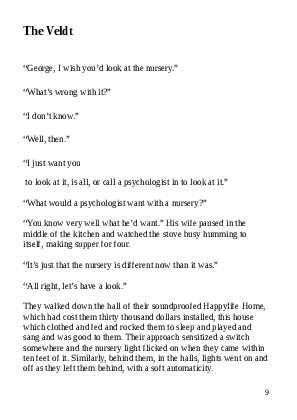 The Veldt
“George, I wish you’d look at the nursery.”
“What’s wrong with it?”
“I don’t know.”
“Well, then.”
“I just want you
to look at it, is all, or call a psychologist in to look at it.”
“What would a psychologist want with a nursery?”
“You know very well what he’d want.” His wife paused in the
middle of the kitchen and watched the stove busy humming to
itself, making supper for four.
“It’s just that the nursery is different now than it was.”
“All right, let’s have a look.”
They walked down the hall of their soundproofed Happylife Home,
which had cost them thirty thousand dollars installed, this house
which clothed and fed and rocked them to sleep and played and
sang and was good to them. Their approach sensitized a switch
somewhere and the nursery light flicked on when they came within
ten feet of it. Similarly, behind them, in the halls, lights went on and
off as they left them behind, with a soft automaticity.
9